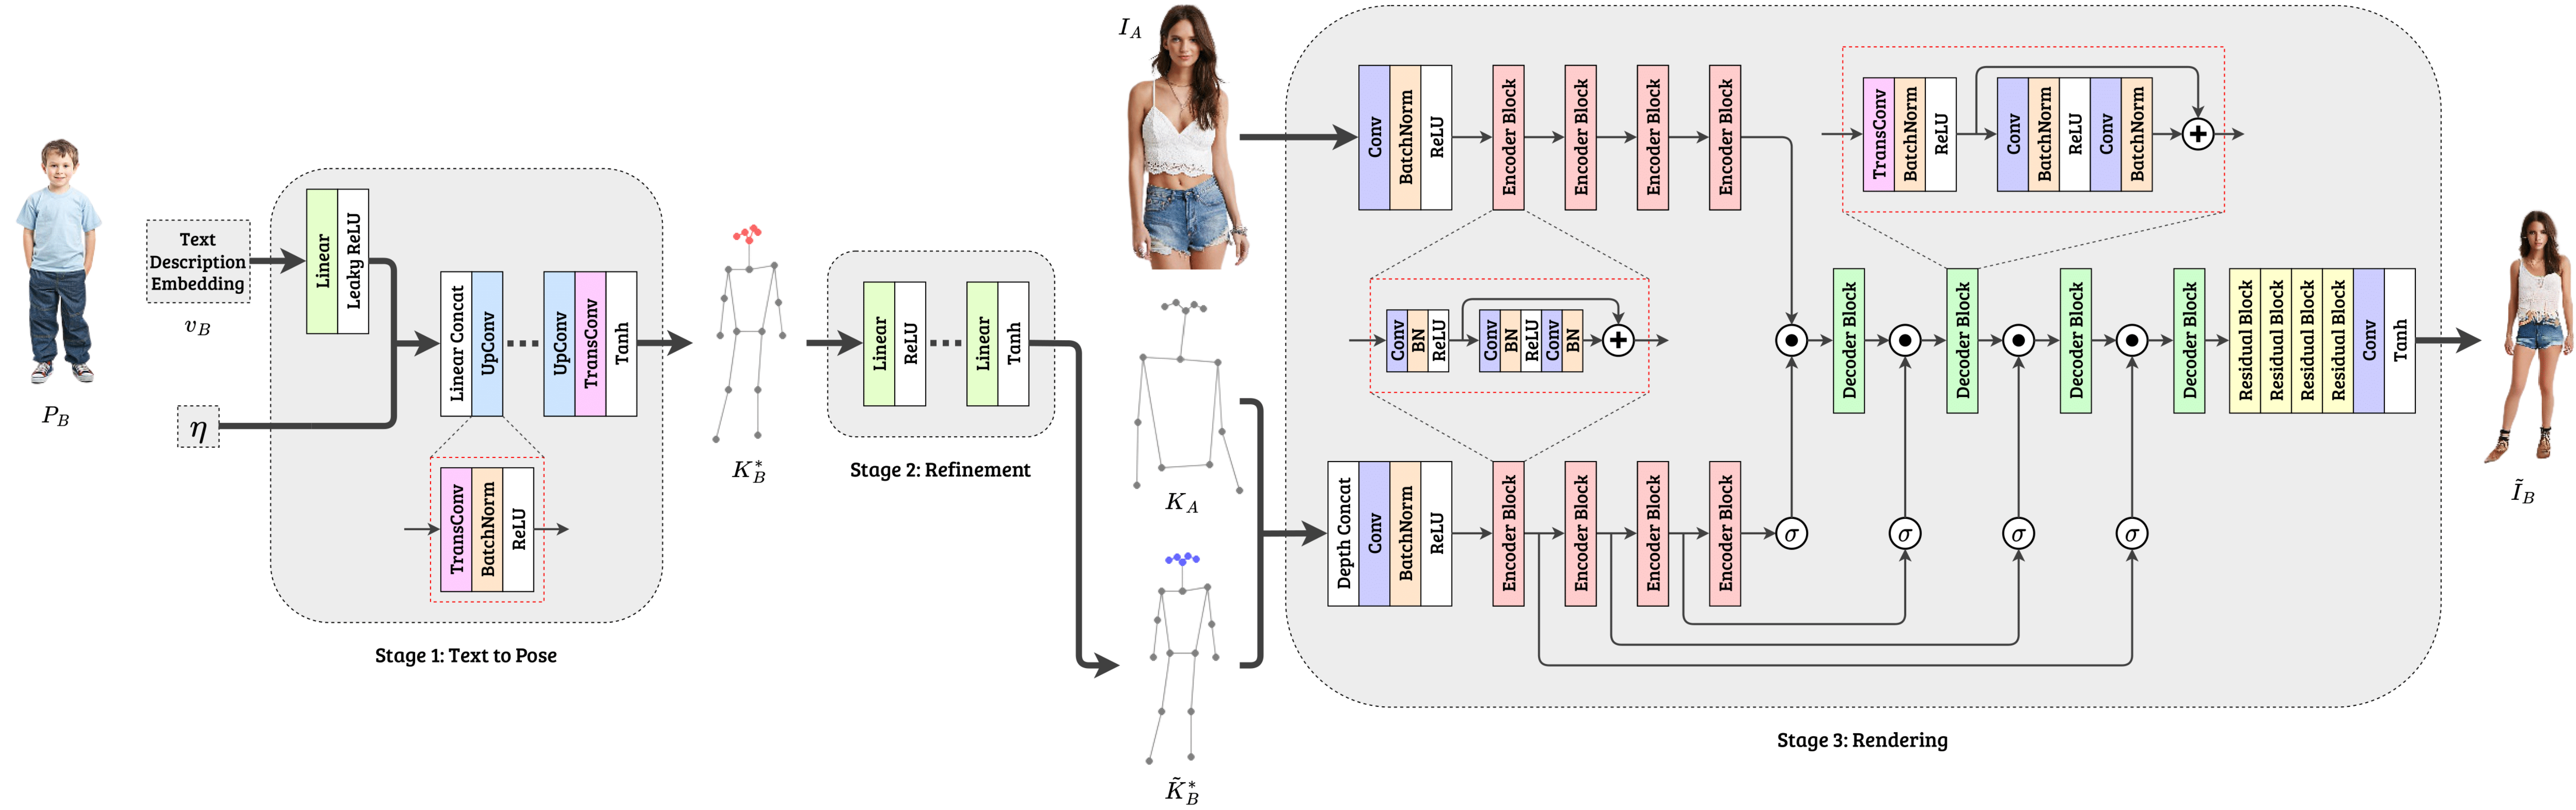 P_B
Text
Description
Embedding
v_B
η
Linear
Leaky ReLU
Linear Concat
UpConv
UpConv
TransConv
Tanh
TransConv
BatchNorm
ReLU
Stage 1: Text to Pose
K*_B
Linear
ReLU
Linear
Tanh
Stage 2: Refinement
I_A
K_A
K̃*_B
Conv
BatchNorm
ReLU
Encoder Block
Encoder Block
Encoder Block
Encoder Block
TransConv
BatchNorm
ReLU
Conv
BatchNorm
ReLU
Conv
BatchNorm
+
Conv
BN
ReLU
Conv
BN
ReLU
Conv
BN
+
Decoder Block
Decoder Block
Decoder Block
Decoder Block
Residual Block
Residual Block
Residual Block
Residual Block
Conv
Tanh
Depth Concat
Conv
BatchNorm
ReLU
Encoder Block
Encoder Block
Encoder Block
Encoder Block
σ
σ
σ
σ
Ĩ_B
Stage 3: Rendering